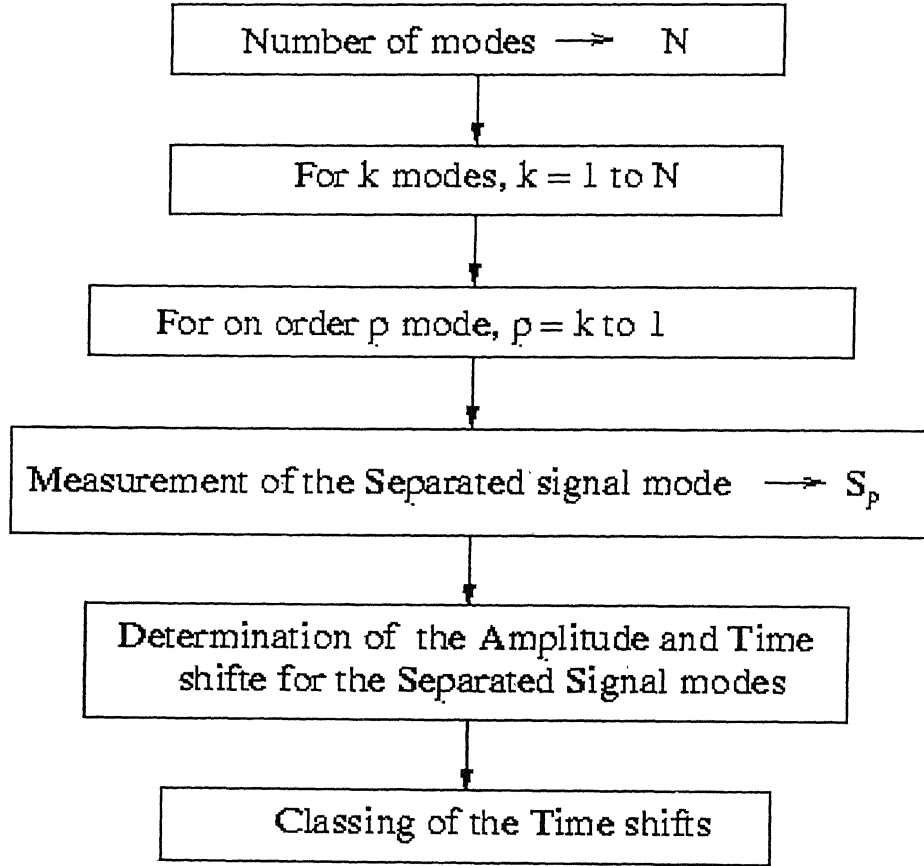 Number of modes → N
For k modes, k = 1 to N
For on order p mode, p = k to 1
Measurement of the Separated signal mode → Sₚ
Determination of the Amplitude and Time
shifte for the Separated Signal modes
Classing of the Time shifts